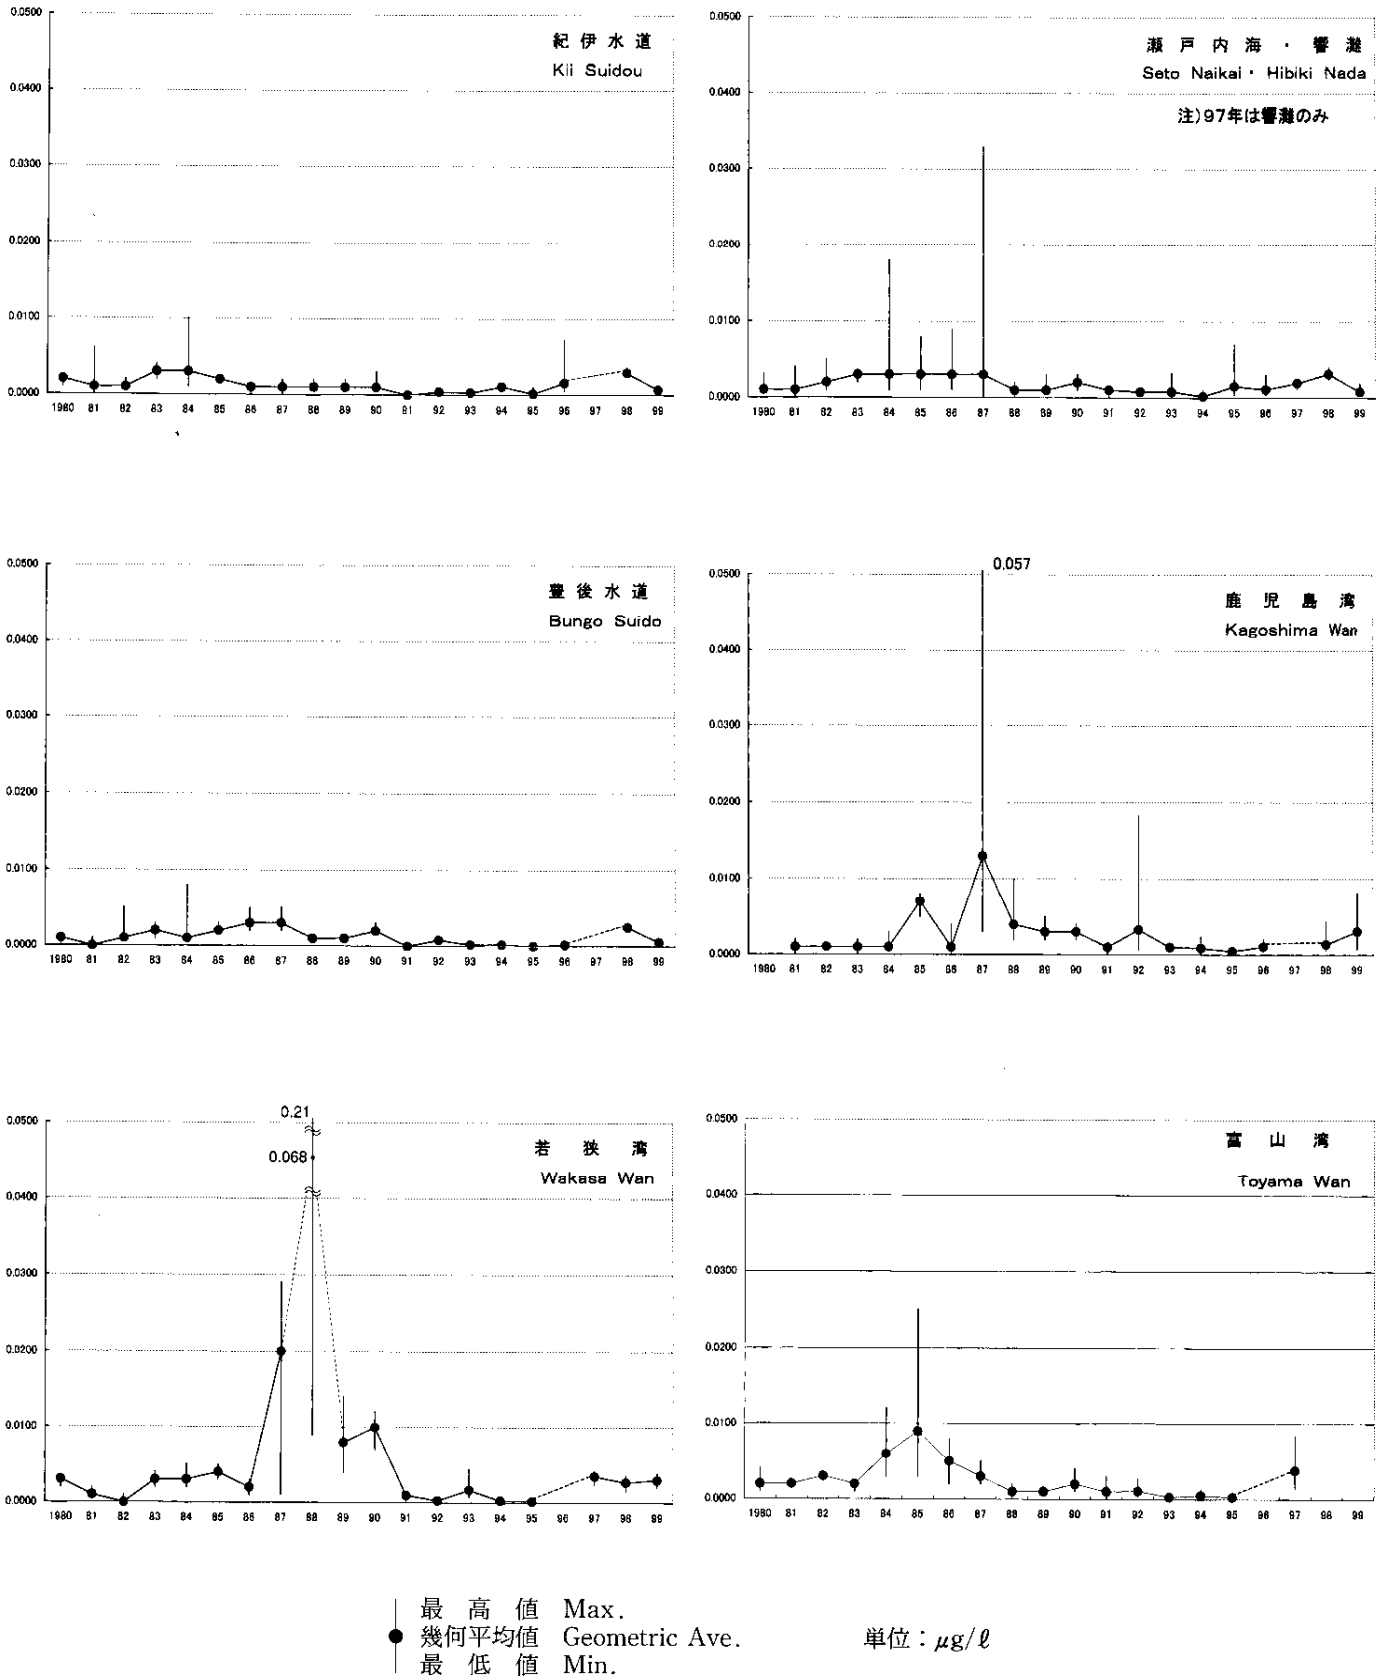 0.0500
0.0400
0.0300
0.0200
0.0100
0.0000
紀伊水道
Kii Suidou
1980 81 82 83 84 85 86 87 88 89 90 91 92 93 94 95 96 97 98 99
0.0500
0.0400
0.0300
0.0200
0.0100
0.0000
瀬戸内海・響灘
Seto Naikai・Hibiki Nada
注)97年は響灘のみ
1980 81 82 83 84 85 86 87 88 89 90 91 92 93 94 95 96 97 98 99
0.0500
0.0400
0.0300
0.0200
0.0100
0.0000
豊後水道
Bungo Suido
1980 81 82 83 84 85 86 87 88 89 90 91 92 93 94 95 96 97 98 99
0.0500
0.0400
0.0300
0.0200
0.0100
0.0000
0.057
鹿児島湾
Kagoshima Wan
1980 81 82 83 84 85 86 87 88 89 90 91 92 93 94 95 96 97 98 99
0.0500
0.0400
0.0300
0.0200
0.0100
0.0000
0.21
0.068
若狭湾
Wakasa Wan
1980 81 82 83 84 85 86 87 88 89 90 91 92 93 94 95 96 97 98 99
0.0500
0.0400
0.0300
0.0200
0.0100
0.0000
富山湾
Toyama Wan
1980 81 82 83 84 85 86 87 88 89 90 91 92 93 94 95 96 97 98 99
最高値 Max.
幾何平均値 Geometric Ave.
最低値 Min.
単位：μg/ℓ